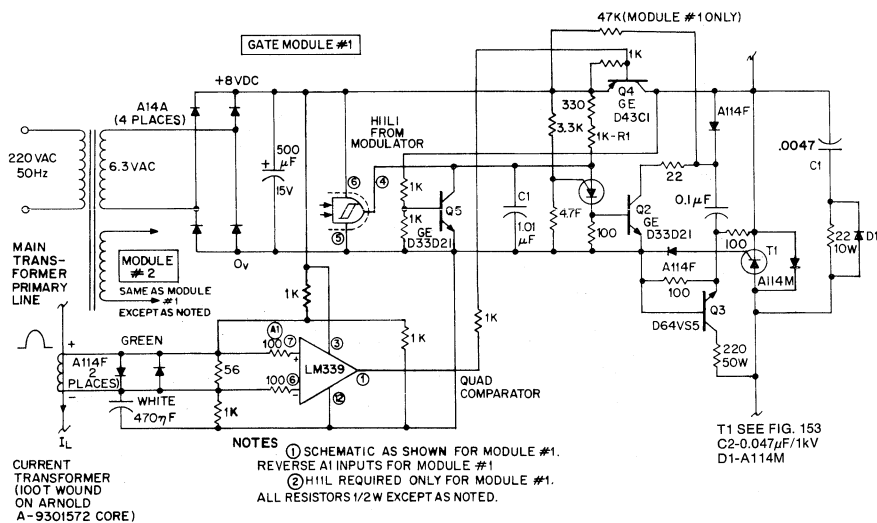 47K(MODULE #1 ONLY)
GATE MODULE #1
1K
+8VDC
Q4
GE
D43C1
A14A
(4 PLACES)
H11L1
FROM
MODULATOR
330
3.3K
1K-R1
A114F
.0047
C1
220 VAC
50Hz
6.3VAC
500
μF
+
15V
6
4
22
1K
1K
Q5
GE
D33D21
C1
1.01
μF
4.7F
100
Q2
GE
D33D21
0.1μF
100
T1
22
10W
D1
5
MAIN
TRANS-
FORMER
PRIMARY
LINE
MODULE
#2
0v
SAME AS MODULE
#1
EXCEPT AS NOTED
1K
A114F
100
A114M
Q3
D64VS5
220
50W
+
GREEN
A1
100
7
3
+
1K
1K
A114F
2
PLACES)
56
LM339
1
100
6
-
12
QUAD
COMPARATOR
-
WHITE
470ηF
1K
IL
CURRENT
TRANSFORMER
(100T WOUND
ON ARNOLD
A-9301572 CORE)
NOTES
1 SCHEMATIC AS SHOWN FOR MODULE #1.
REVERSE A1 INPUTS FOR MODULE #1
2 H11L REQUIRED ONLY FOR MODULE #1.
ALL RESISTORS 1/2W EXCEPT AS NOTED.
T1 SEE FIG. 153
C2-0.047μF/1kV
D1-A114M